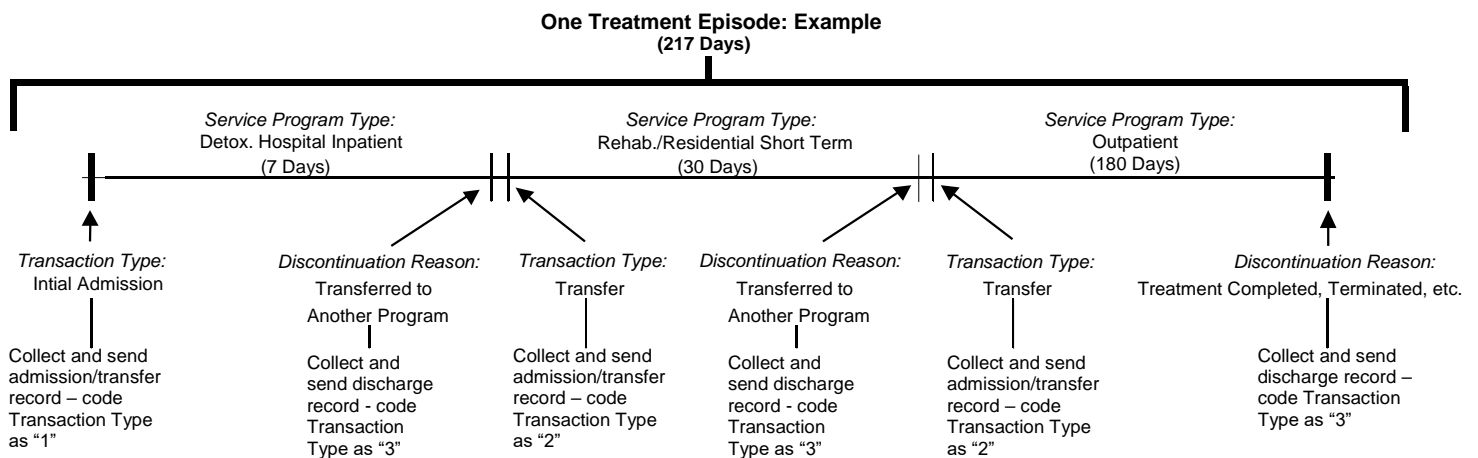 One Treatment Episode: Example
(217 Days)
Service Program Type:
Detox. Hospital Inpatient
(7 Days)
Service Program Type:
Rehab./Residential Short Term
(30 Days)
Service Program Type:
Outpatient
(180 Days)
Transaction Type:
Intial Admission
Collect and send
admission/transfer
record – code
Transaction Type
as “1”
Discontinuation Reason:
Transferred to
Another Program
Collect and
send discharge
record - code
Transaction
Type as “3”
Transaction Type:
Transfer
Collect and send
admission/transfer
record – code
Transaction Type
as “2”
Discontinuation Reason:
Transferred to
Another Program
Collect and
send discharge
record - code
Transaction
Type as “3”
Transaction Type:
Transfer
Collect and send
admission/transfer
record – code
Transaction Type
as “2”
Discontinuation Reason:
Treatment Completed, Terminated, etc.
Collect and send
discharge record –
code Transaction
Type as “3”